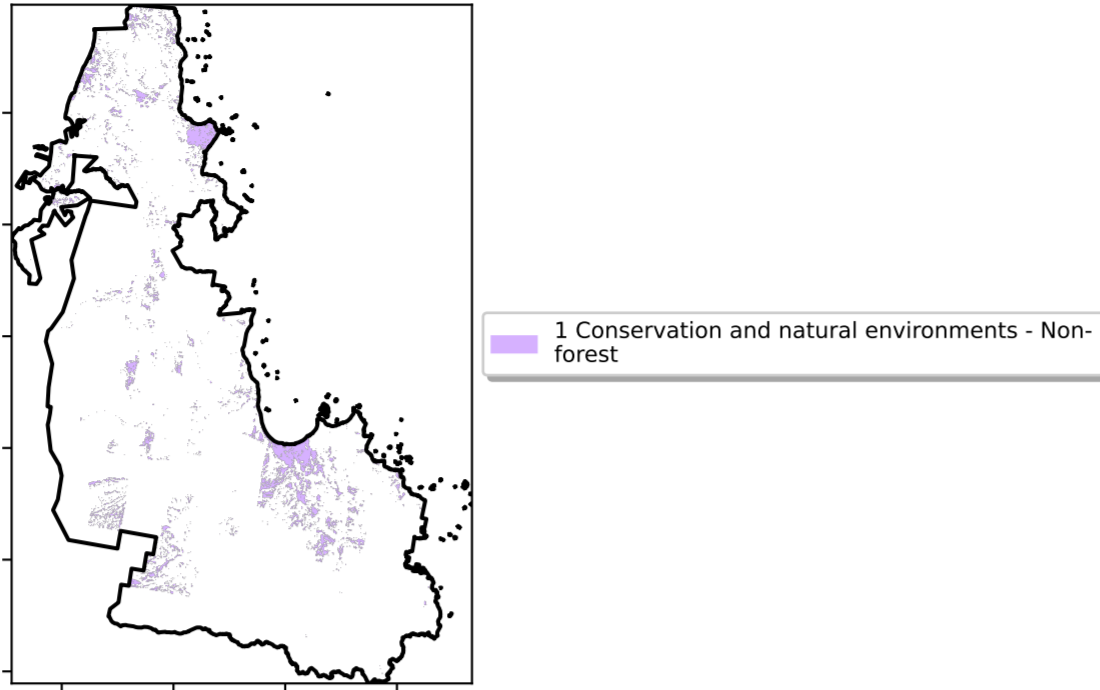 1 Conservation and natural environments - Non-
forest